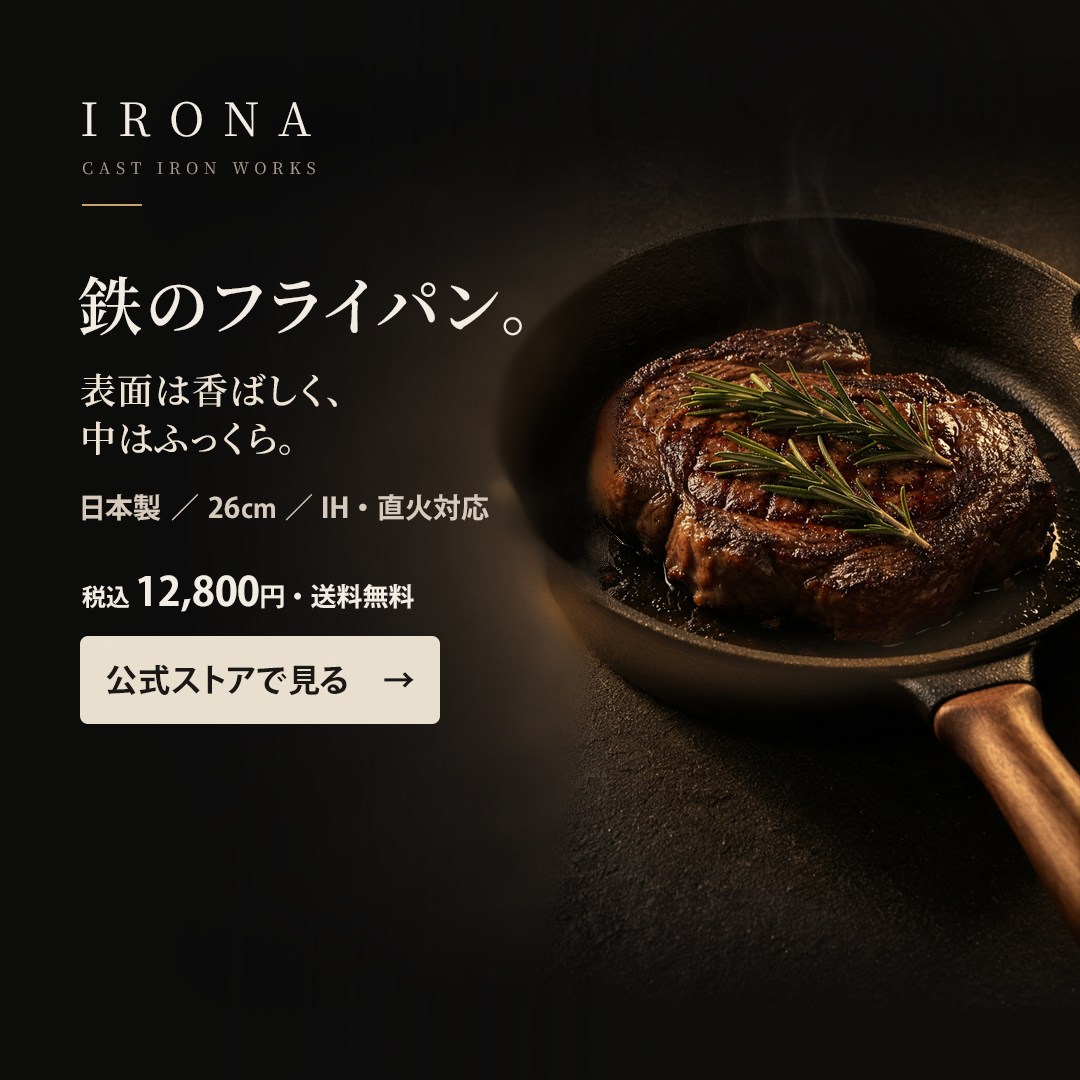 IRONA
CAST IRON WORKS
鉄のフライパン。
表面は香ばしく、
中はふっくら。
日本製 ／ 26cm ／ IH・直火対応
税込 12,800円・送料無料
公式ストアで見る →